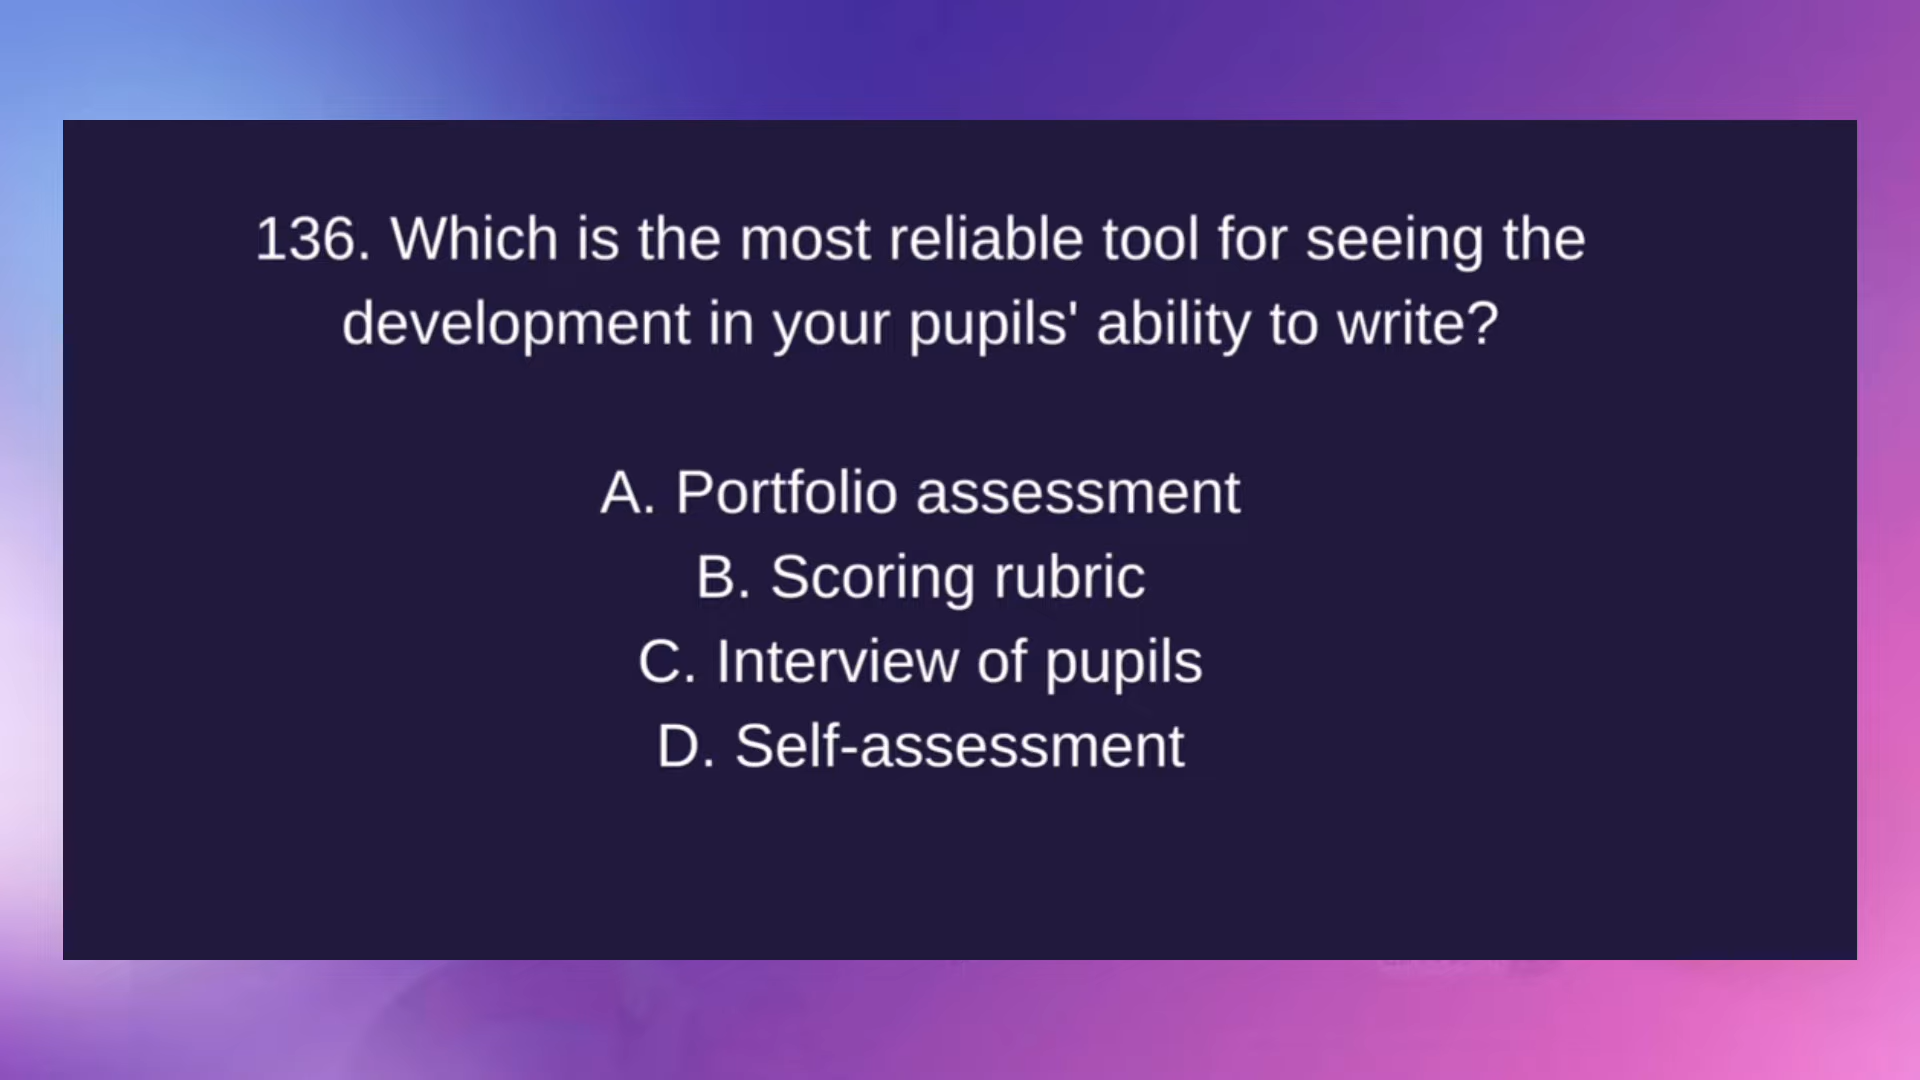 136. Which is the most reliable tool for seeing the
development in your pupils' ability to write?
A. Portfolio assessment
B. Scoring rubric
C. Interview of pupils
D. Self-assessment